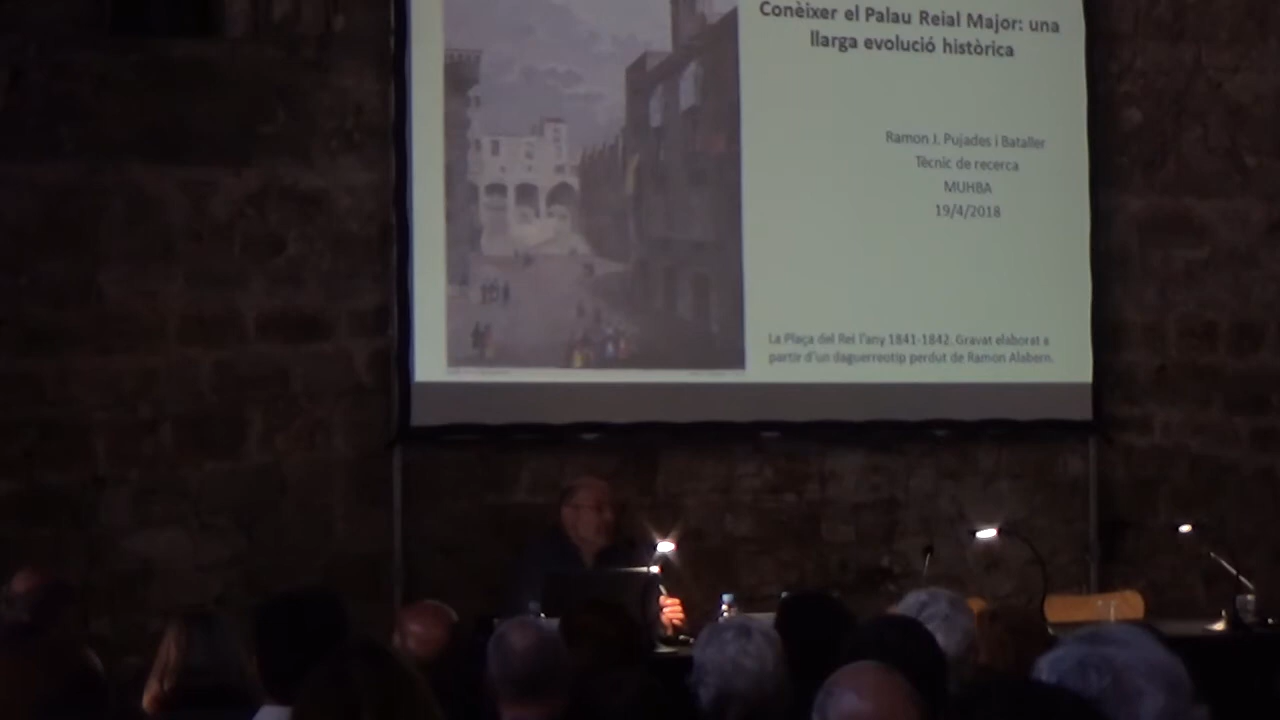 Conèixer el Palau Reial Major: una
llarga evolució històrica
Ramon J. Pujades i Bataller
Tècnic de recerca
MUHBA
19/4/2018
La Plaça del Rei l'any 1841-1842. Gravat elaborat a
partir d'un daguerreotip perdut de Ramon Alabern.